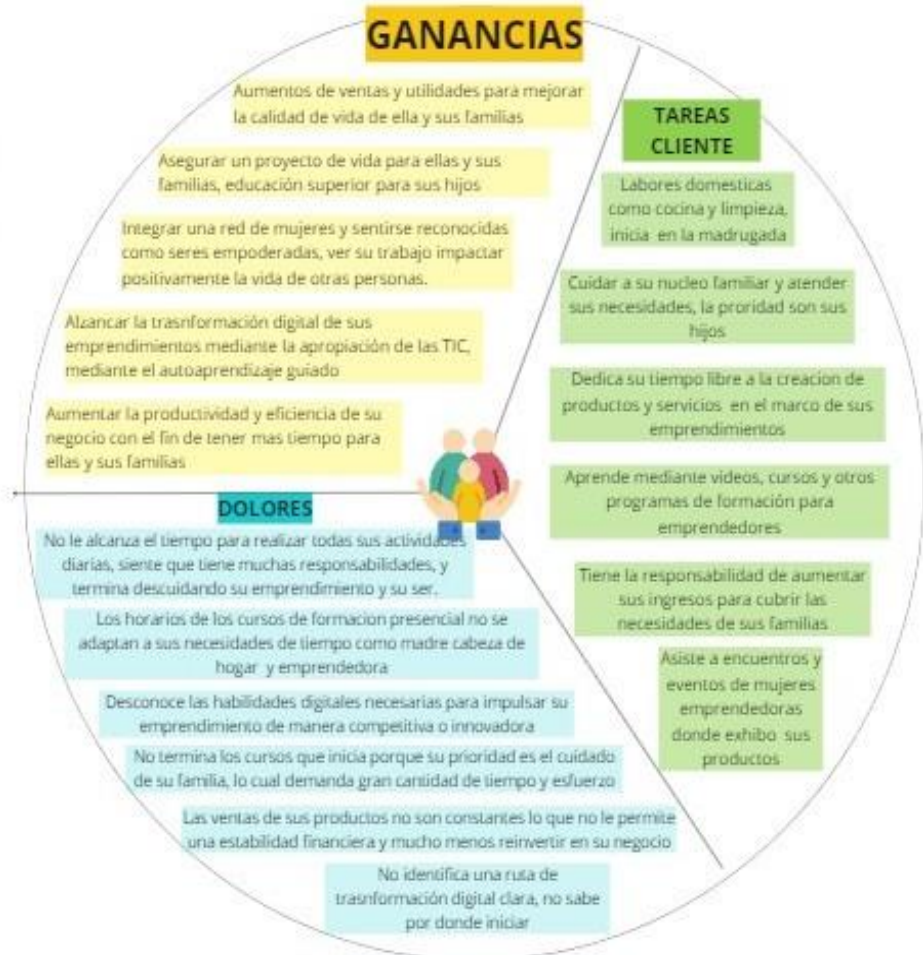 GANANCIAS
Aumentos de ventas y utilidades para mejorar
la calidad de vida de ella y sus familias
Asegurar un proyecto de vida para ellas y sus
familias, educación superior para sus hijos
Integrar una red de mujeres y sentirse reconocidas
como seres empoderadas, ver su trabajo impactar
positivamente la vida de otras personas.
Alzancar la trasnformación digital de sus
emprendimientos mediante la apropiación de las TIC,
mediante el autoaprendizaje guiado
Aumentar la productividad y eficiencia de su
negocio con el fin de tener mas tiempo para
ellas y sus familias
TAREAS
CLIENTE
Labores domesticas
como cocina y limpieza,
inicia en la madrugada
Cuidar a su nucleo familiar y atender
sus necesidades, la proridad son sus
hijos
Dedica su tiempo libre a la creacion de
productos y servicios en el marco de sus
emprendimientos
Aprende mediante videos, cursos y otros
programas de formación para
emprendedores
Tiene la responsabilidad de aumentar
sus ingresos para cubrir las
necesidades de sus familias
Asiste a encuentros y
eventos de mujeres
emprendedoras
donde exhibo sus
productos
DOLORES
No le alcanza el tiempo para realizar todas sus actividades
diarias, siente que tiene muchas responsabilidades, y
termina descuidando su emprendimiento y su ser.
Los horarios de los cursos de formacion presencial no se
adaptan a sus necesidades de tiempo como madre cabeza de
hogar y emprendedora
Desconoce las habilidades digitales necesarias para impulsar su
emprendimiento de manera competitiva o innovadora
No termina los cursos que inicia porque su prioridad es el cuidado
de su familia, lo cual demanda gran cantidad de tiempo y esfuerzo
Las ventas de sus productos no son constantes lo que no le permite
una estabilidad financiera y mucho menos reinvertir en su negocio
No identifica una ruta de
trasnformación digital clara, no sabe
por donde iniciar